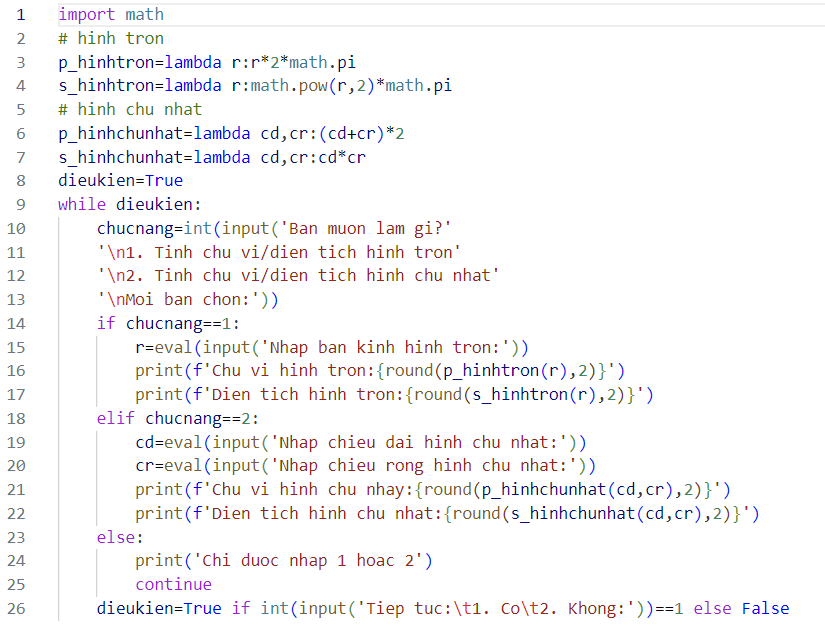 1 import math
2 # hinh tron
3 p_hinhtron=lambda r:r*2*math.pi
4 s_hinhtron=lambda r:math.pow(r,2)*math.pi
5 # hinh chu nhat
6 p_hinhchunhat=lambda cd,cr:(cd+cr)*2
7 s_hinhchunhat=lambda cd,cr:cd*cr
8 dieukien=True
9 while dieukien:
10     chucnang=int(input('Ban muon lam gi?'
11     '\n1. Tinh chu vi/dien tich hinh tron'
12     '\n2. Tinh chu vi/dien tich hinh chu nhat'
13     '\nMoi ban chon:'))
14     if chucnang==1:
15         r=eval(input('Nhap ban kinh hinh tron:'))
16         print(f'Chu vi hinh tron:{round(p_hinhtron(r),2)}')
17         print(f'Dien tich hinh tron:{round(s_hinhtron(r),2)}')
18     elif chucnang==2:
19         cd=eval(input('Nhap chieu dai hinh chu nhat:'))
20         cr=eval(input('Nhap chieu rong hinh chu nhat:'))
21         print(f'Chu vi hinh chu nhay:{round(p_hinhchunhat(cd,cr),2)}')
22         print(f'Dien tich hinh chu nhat:{round(s_hinhchunhat(cd,cr),2)}')
23     else:
24         print('Chi duoc nhap 1 hoac 2')
25         continue
26     dieukien=True if int(input('Tiep tuc:\t1. Co\t2. Khong:'))==1 else False